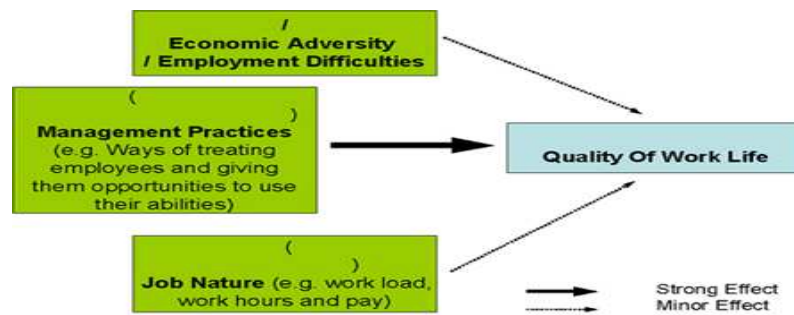 /
Economic Adversity
/ Employment Difficulties
(
)
Management Practices
(e.g. Ways of treating
employees and giving
them opportunities to use
their abilities)
Quality Of Work Life
(
)
Job Nature (e.g. work load,
work hours and pay)
Strong Effect
Minor Effect